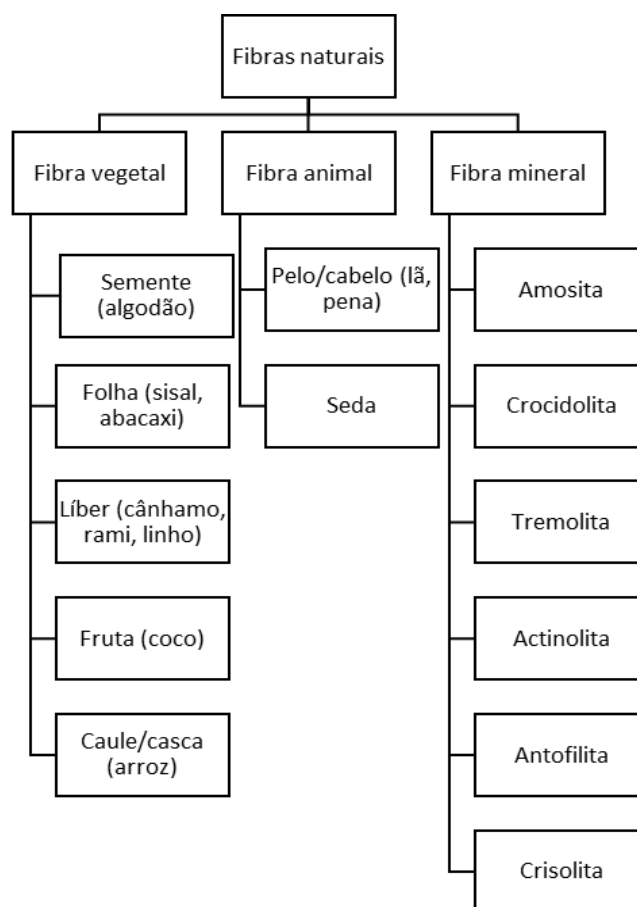 Fibras naturais
Fibra vegetal
Fibra animal
Fibra mineral
Semente
(algodão)
Folha (sisal,
abacaxi)
Líber (cânhamo,
rami, linho)
Fruta (coco)
Caule/casca
(arroz)
Pelo/cabelo (lã,
pena)
Seda
Amosita
Crocidolita
Tremolita
Actinolita
Antofilita
Crisolita